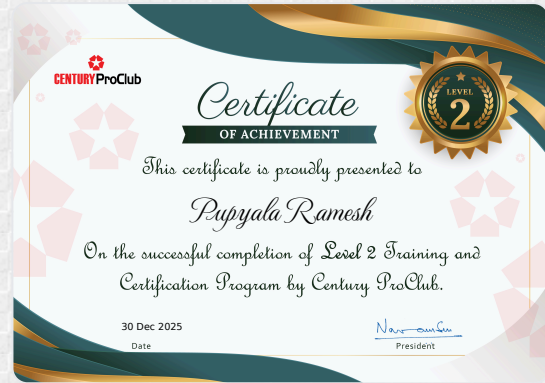 CENTURY ProClub
Certificate
OF ACHIEVEMENT
LEVEL
2
This certificate is proudly presented to
Pupyala Ramesh
On the successful completion of Level 2 Training and
Certification Program by Century ProClub.
30 Dec 2025
Date
President